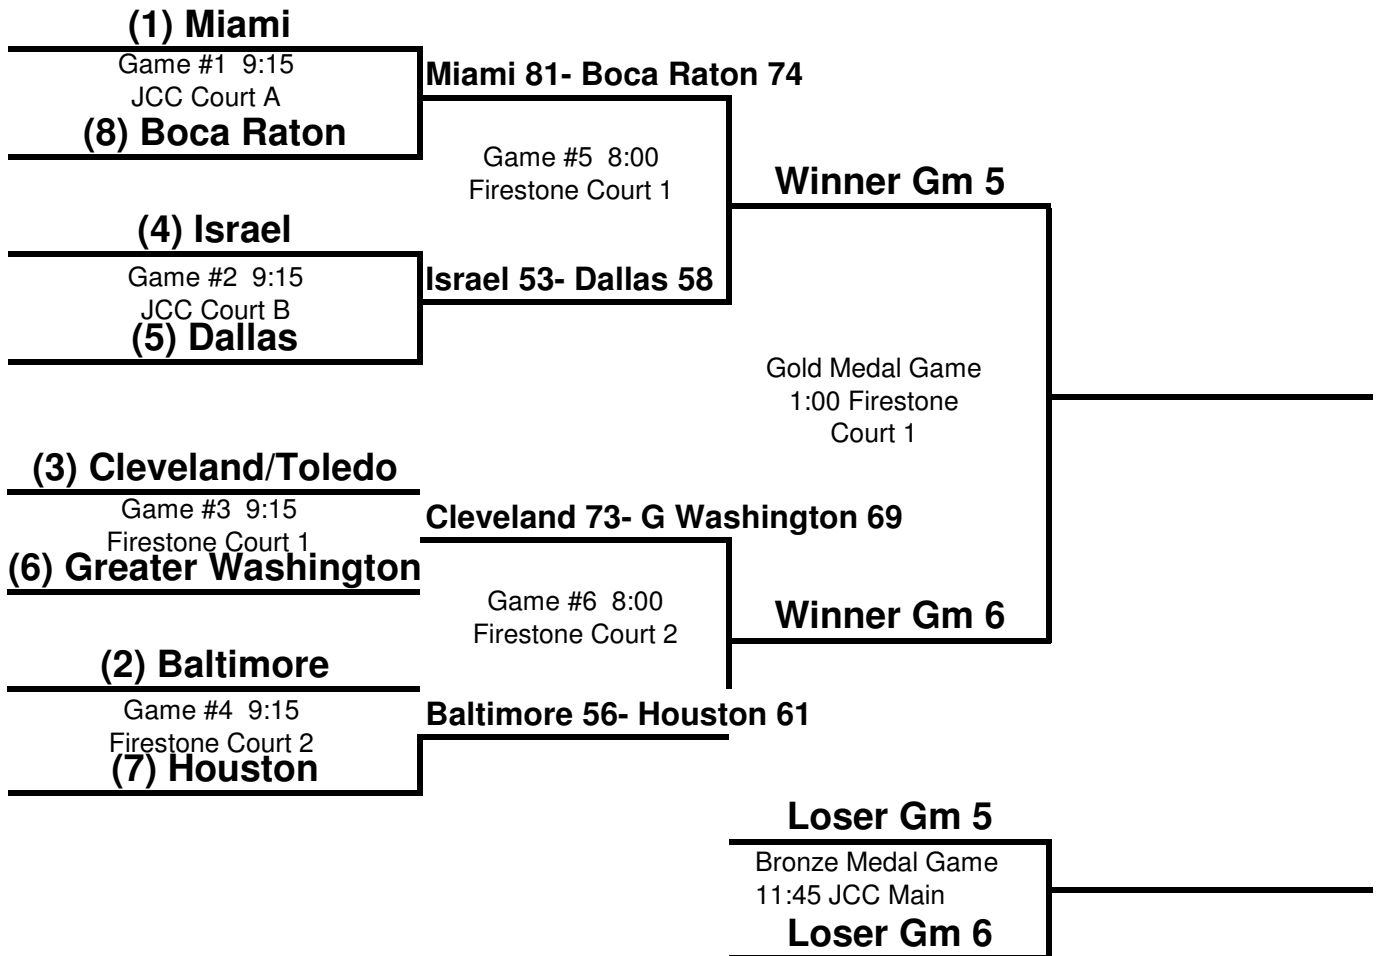 (1) Miami
Game #1 9:15
JCC Court A
(8) Boca Raton
Miami 81- Boca Raton 74
Game #5 8:00
Firestone Court 1
Winner Gm 5
(4) Israel
Game #2 9:15
JCC Court B
(5) Dallas
Israel 53- Dallas 58
Gold Medal Game
1:00 Firestone
Court 1
(3) Cleveland/Toledo
Game #3 9:15
Firestone Court 1
(6) Greater Washington
Cleveland 73- G Washington 69
Game #6 8:00
Firestone Court 2
Winner Gm 6
(2) Baltimore
Game #4 9:15
Firestone Court 2
(7) Houston
Baltimore 56- Houston 61
Loser Gm 5
Bronze Medal Game
11:45 JCC Main
Loser Gm 6